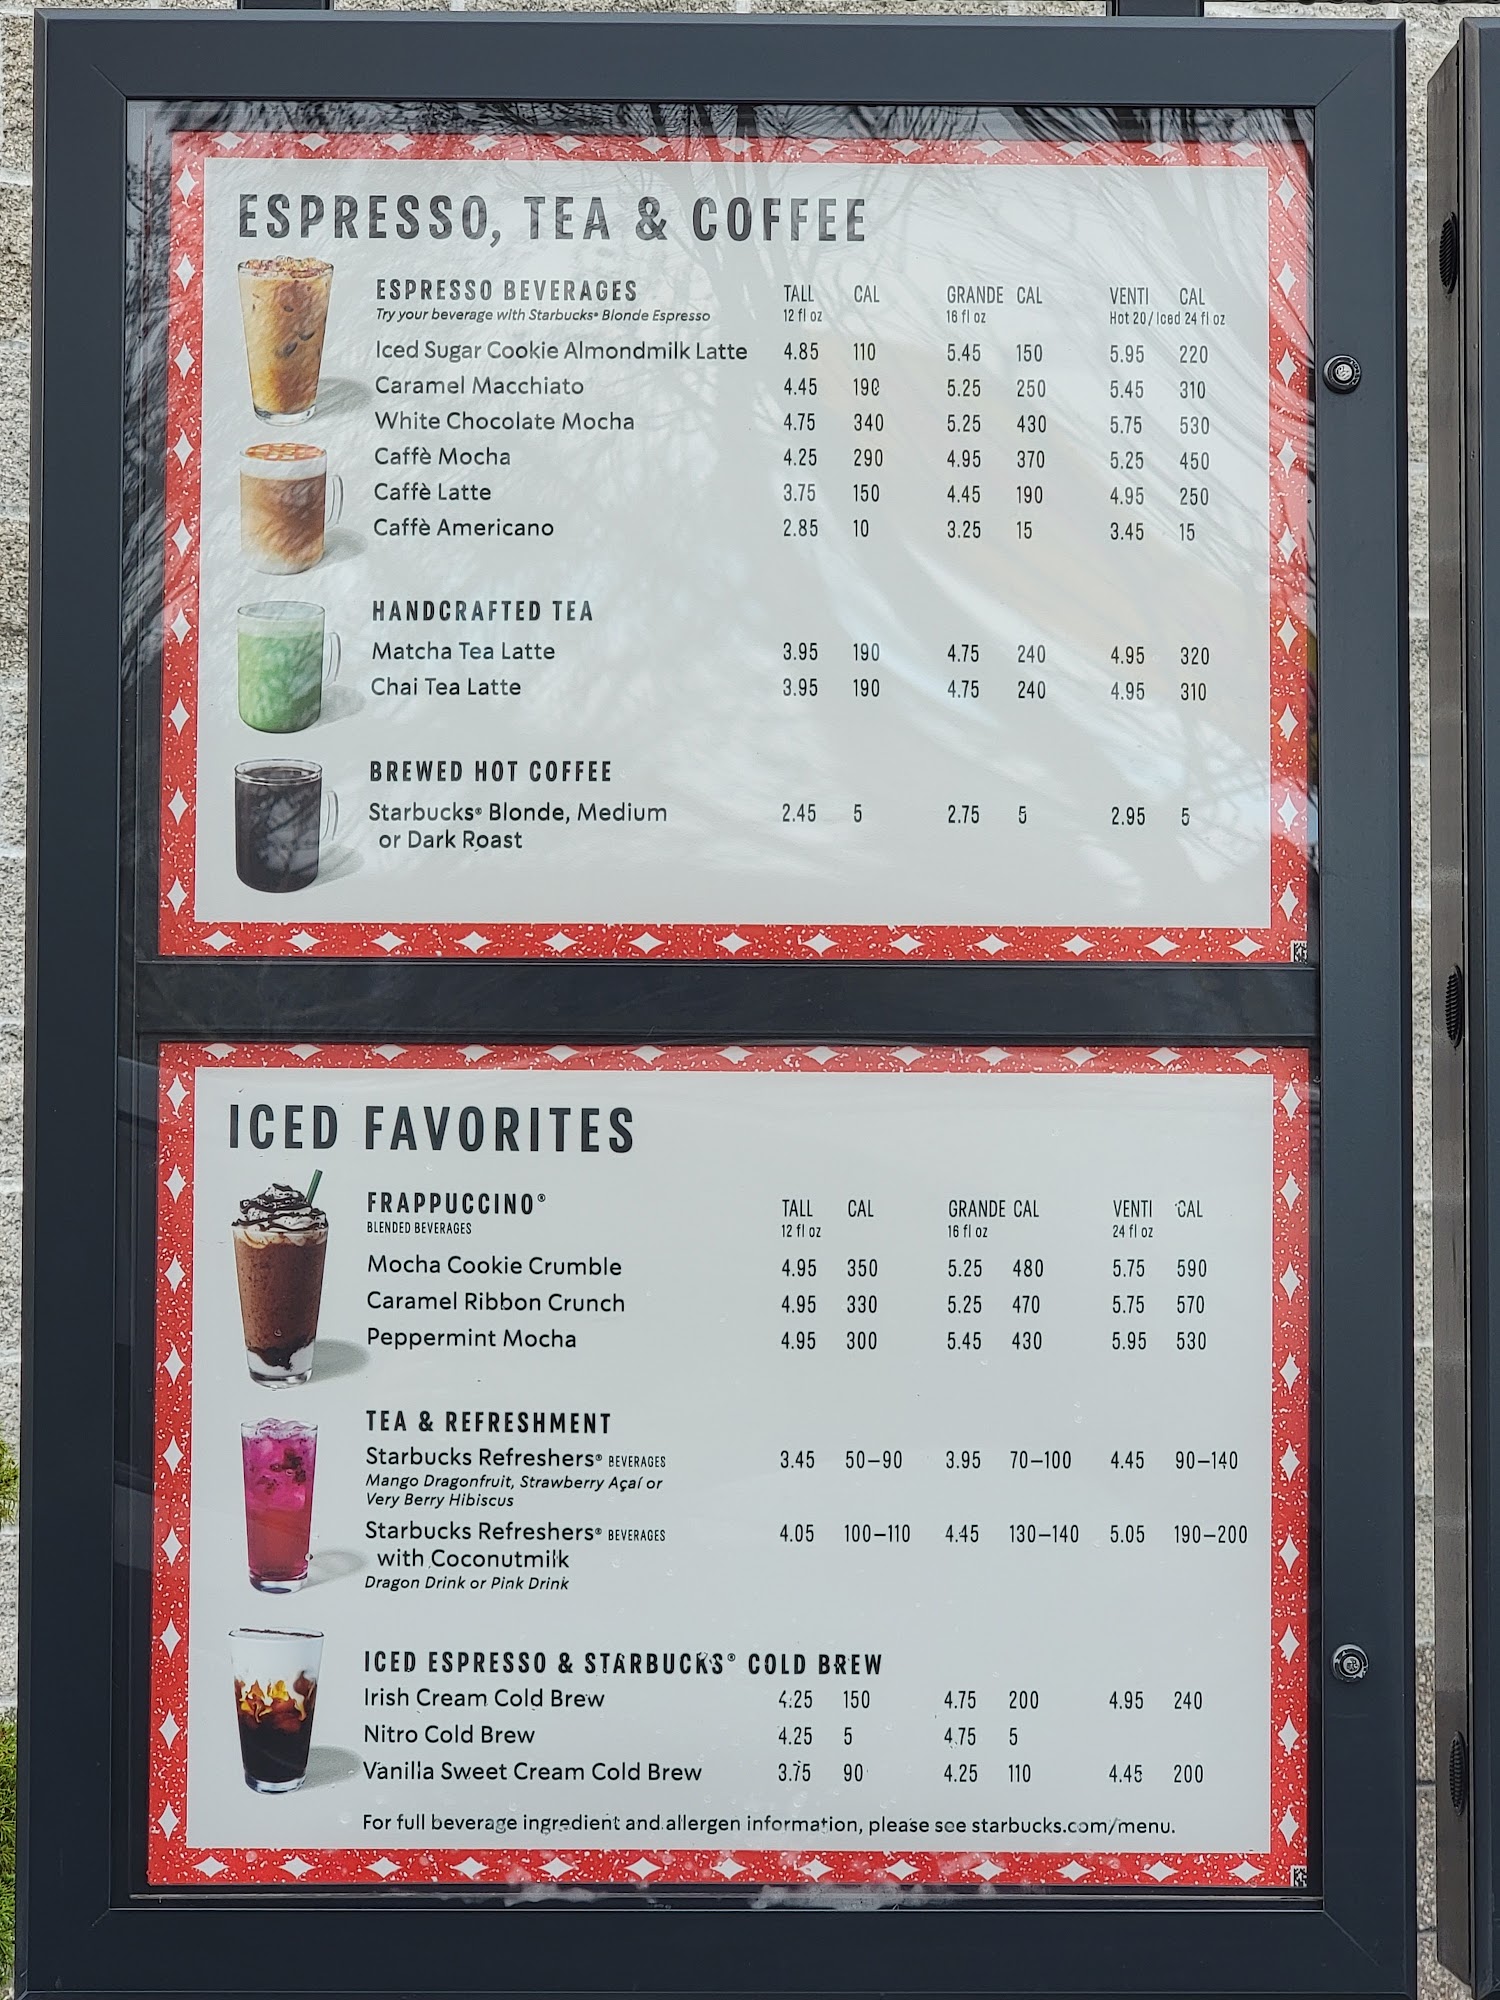 ESPRESSO, TEA & COFFEE
ESPRESSO BEVERAGES TALL CAL GRANDE CAL VENTI CAL
Try your beverage with Starbucks® Blonde Espresso 12 fl oz 16 fl oz Hot 20/Iced 24 fl oz
Iced Sugar Cookie Almondmilk Latte 4.85 110 5.45 150 5.95 220
Caramel Macchiato 4.45 190 5.25 250 5.45 310
White Chocolate Mocha 4.75 340 5.25 430 5.75 530
Caffè Mocha 4.25 290 4.95 370 5.25 450
Caffè Latte 3.75 150 4.45 190 4.95 250
Caffè Americano 2.85 10 3.25 15 3.45 15
HANDCRAFTED TEA
Matcha Tea Latte 3.95 190 4.75 240 4.95 320
Chai Tea Latte 3.95 190 4.75 240 4.95 310
BREWED HOT COFFEE
Starbucks® Blonde, Medium 2.45 5 2.75 5 2.95 5
or Dark Roast
ICED FAVORITES
FRAPPUCCINO® TALL CAL GRANDE CAL VENTI CAL
BLENDED BEVERAGES 12 fl oz 16 fl oz 24 fl oz
Mocha Cookie Crumble 4.95 350 5.25 480 5.75 590
Caramel Ribbon Crunch 4.95 330 5.25 470 5.75 570
Peppermint Mocha 4.95 300 5.45 430 5.95 530
TEA & REFRESHMENT
Starbucks Refreshers® BEVERAGES 3.45 50–90 3.95 70–100 4.45 90–140
Mango Dragonfruit, Strawberry Açaí or
Very Berry Hibiscus
Starbucks Refreshers® BEVERAGES 4.05 100–110 4.45 130–140 5.05 190–200
with Coconutmilk
Dragon Drink or Pink Drink
ICED ESPRESSO & STARBUCKS® COLD BREW
Irish Cream Cold Brew 4.25 150 4.75 200 4.95 240
Nitro Cold Brew 4.25 5 4.75 5
Vanilla Sweet Cream Cold Brew 3.75 90 4.25 110 4.45 200
For full beverage ingredient and allergen information, please see starbucks.com/menu.